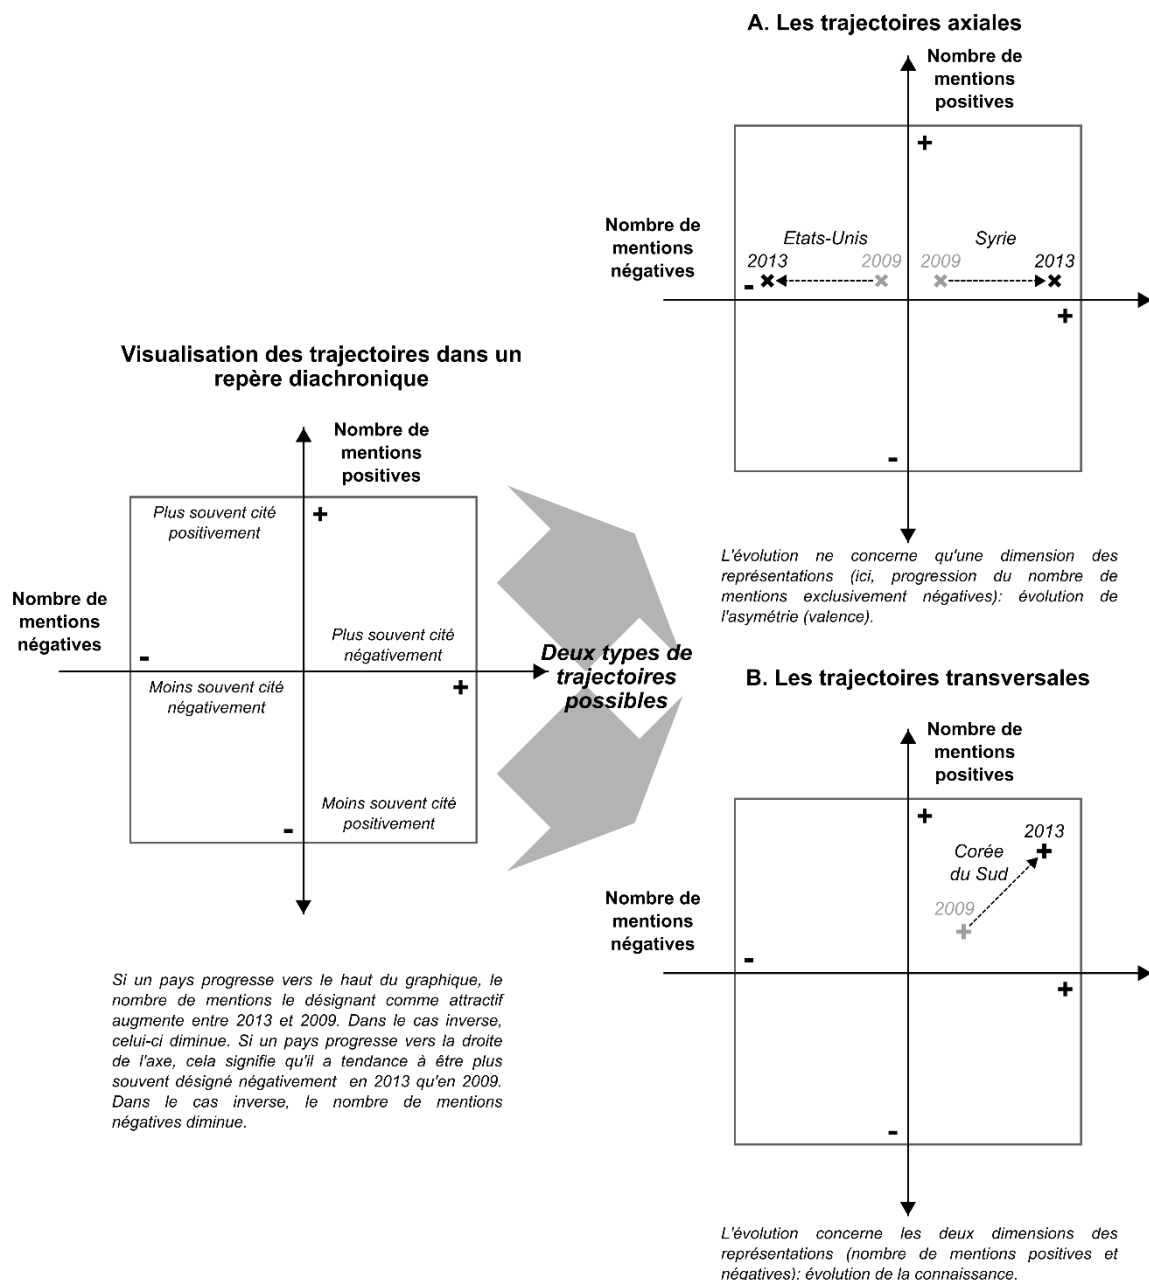 A. Les trajectoires axiales
Nombre de
mentions
positives
+
Nombre de
mentions
négatives
Etats-Unis
Syrie
2013
2009
2009
2013
-
+
-
L'évolution ne concerne qu'une dimension des
représentations (ici, progression du nombre de
mentions exclusivement négatives): évolution de
l'asymétrie (valence).
Visualisation des trajectoires dans un
repère diachronique
Nombre de
mentions
positives
Plus souvent cité
positivement
+
Nombre de
mentions
négatives
Plus souvent cité
négativement
-
Moins souvent cité
négativement
+
Moins souvent cité
positivement
-
Deux types de
trajectoires
possibles
Si un pays progresse vers le haut du graphique, le
nombre de mentions le désignant comme attractif
augmente entre 2013 et 2009. Dans le cas inverse,
celui-ci diminue. Si un pays progresse vers la droite
de l'axe, cela signifie qu'il a tendance à être plus
souvent désigné négativement en 2013 qu'en 2009.
Dans le cas inverse, le nombre de mentions
négatives diminue.
B. Les trajectoires transversales
Nombre de
mentions
positives
+
2013
Corée
du Sud
2009
Nombre de
mentions
négatives
-
+
-
L'évolution concerne les deux dimensions des
représentations (nombre de mentions positives et
négatives): évolution de la connaissance.